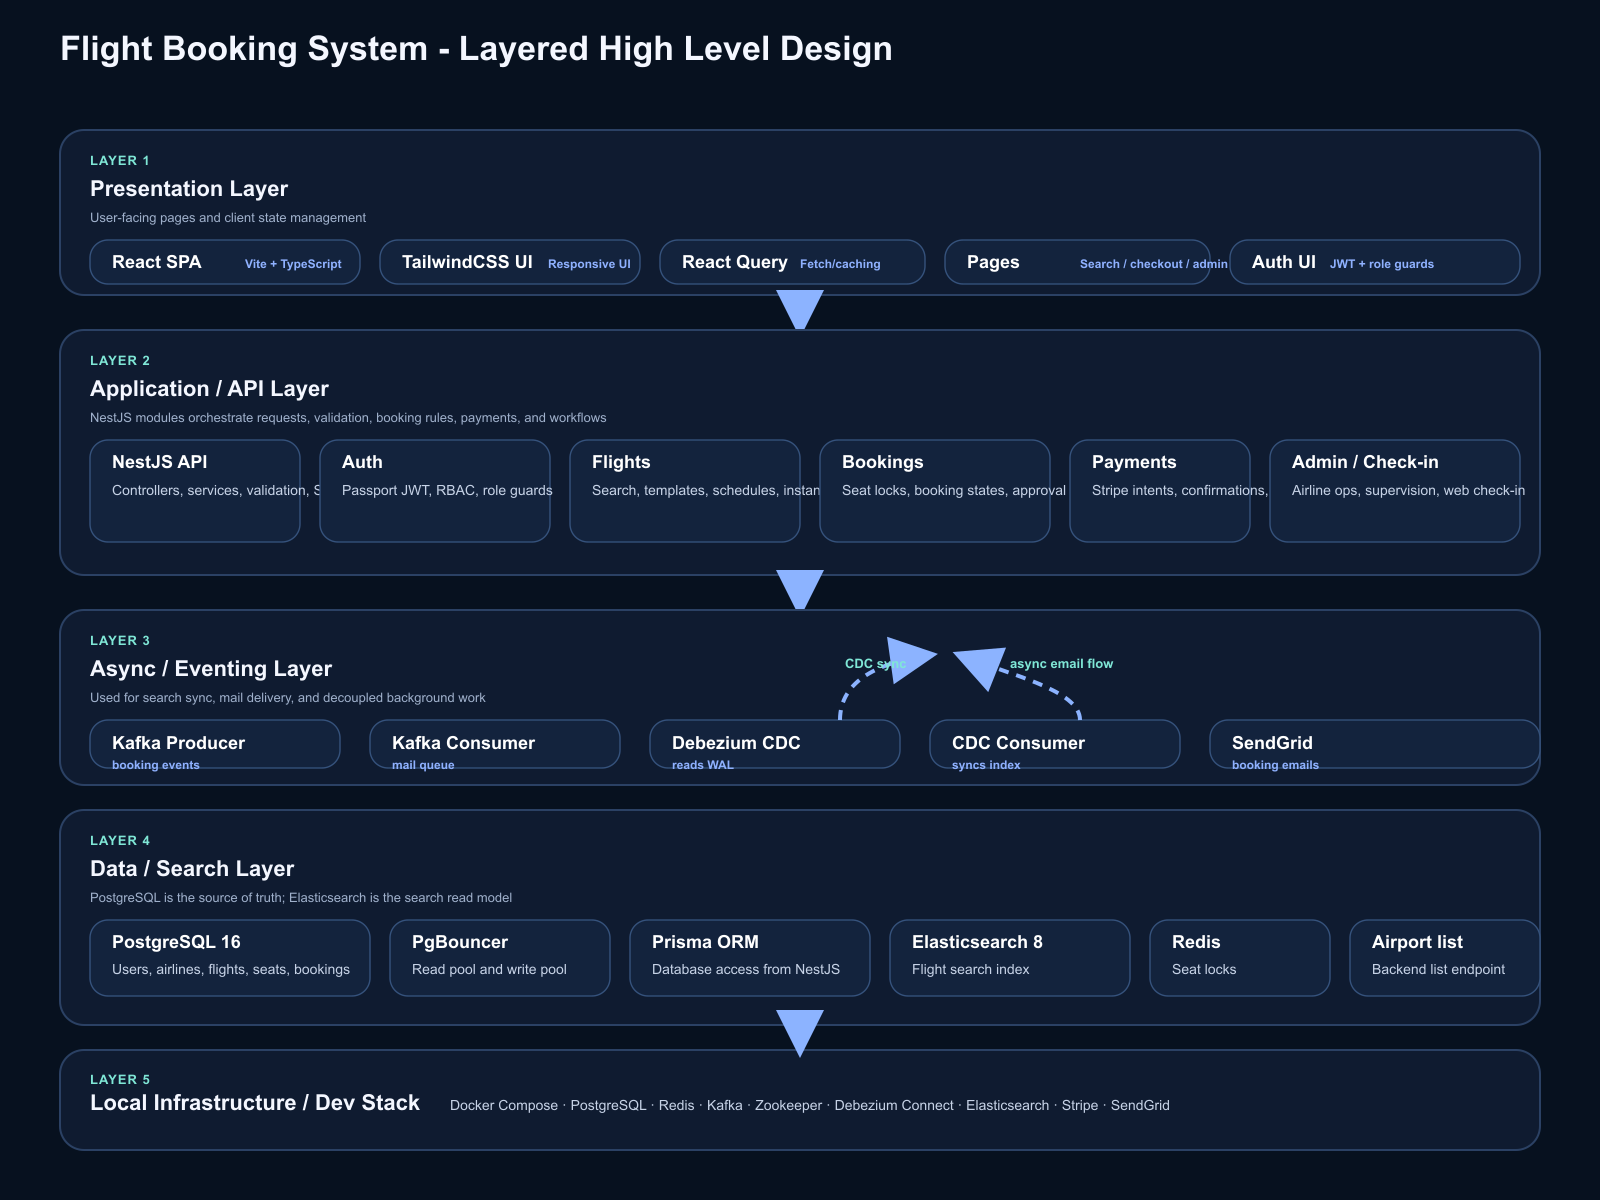 Flight Booking System - Layered High Level Design
LAYER 1
Presentation Layer
User-facing pages and client state management
React SPA Vite + TypeScript
TailwindCSS UI Responsive UI
React Query Fetch/caching
Pages Search / checkout / admin
Auth UI JWT + role guards
LAYER 2
Application / API Layer
NestJS modules orchestrate requests, validation, booking rules, payments, and workflows
NestJS API
Controllers, services, validation, S
Auth
Passport JWT, RBAC, role guards
Flights
Search, templates, schedules, instan
Bookings
Seat locks, booking states, approval
Payments
Stripe intents, confirmations,
Admin / Check-in
Airline ops, supervision, web check-in
LAYER 3
Async / Eventing Layer
Used for search sync, mail delivery, and decoupled background work
CDC sync
async email flow
Kafka Producer
booking events
Kafka Consumer
mail queue
Debezium CDC
reads WAL
CDC Consumer
syncs index
SendGrid
booking emails
LAYER 4
Data / Search Layer
PostgreSQL is the source of truth; Elasticsearch is the search read model
PostgreSQL 16
Users, airlines, flights, seats, bookings
PgBouncer
Read pool and write pool
Prisma ORM
Database access from NestJS
Elasticsearch 8
Flight search index
Redis
Seat locks
Airport list
Backend list endpoint
LAYER 5
Local Infrastructure / Dev Stack
Docker Compose · PostgreSQL · Redis · Kafka · Zookeeper · Debezium Connect · Elasticsearch · Stripe · SendGrid